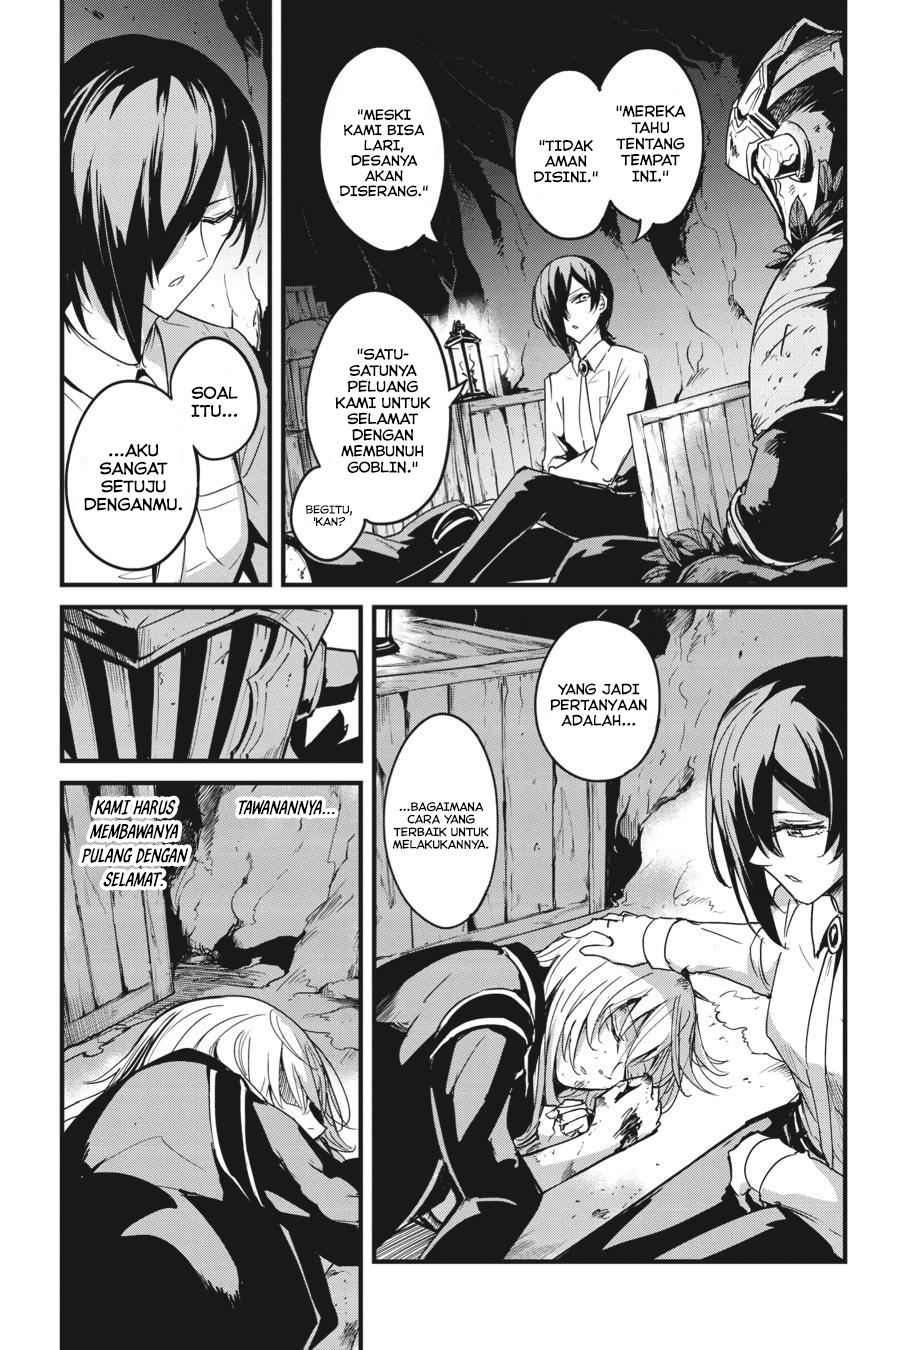 "MEREKA
TAHU
TENTANG
TEMPAT
INI."
"TIDAK
AMAN
DISINI."
"MESKI
KAMI BISA
LARI,
DESANYA
AKAN
DISERANG."
"SATU-
SATUNYA
PELUANG
KAMI UNTUK
SELAMAT
DENGAN
MEMBUNUH
GOBLIN."
BEGITU,
'KAN?
SOAL
ITU...
...AKU
SANGAT
SETUJU
DENGANMU.
YANG JADI
PERTANYAAN
ADALAH...
...BAGAIMANA
CARA YANG
TERBAIK UNTUK
MELAKUKANNYA.
TAWANANNYA...
KAMI HARUS
MEMBAWANYA
PULANG DENGAN
SELAMAT.